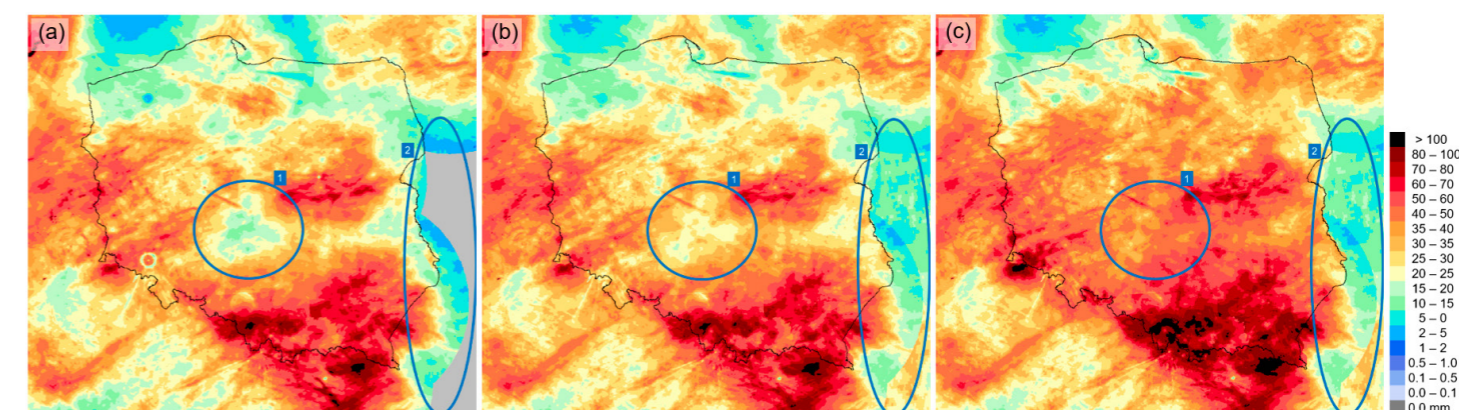 (a)
(b)
(c)
2
2
2
1
1
1
> 100
80 – 100
70 – 80
60 – 70
50 – 60
40 – 50
35 – 40
30 – 35
25 – 30
20 – 25
15 – 20
10 – 15
5 – 0
2 – 5
1 – 2
0.5 – 1.0
0.1 – 0.5
0.0 – 0.1
0.0 mm